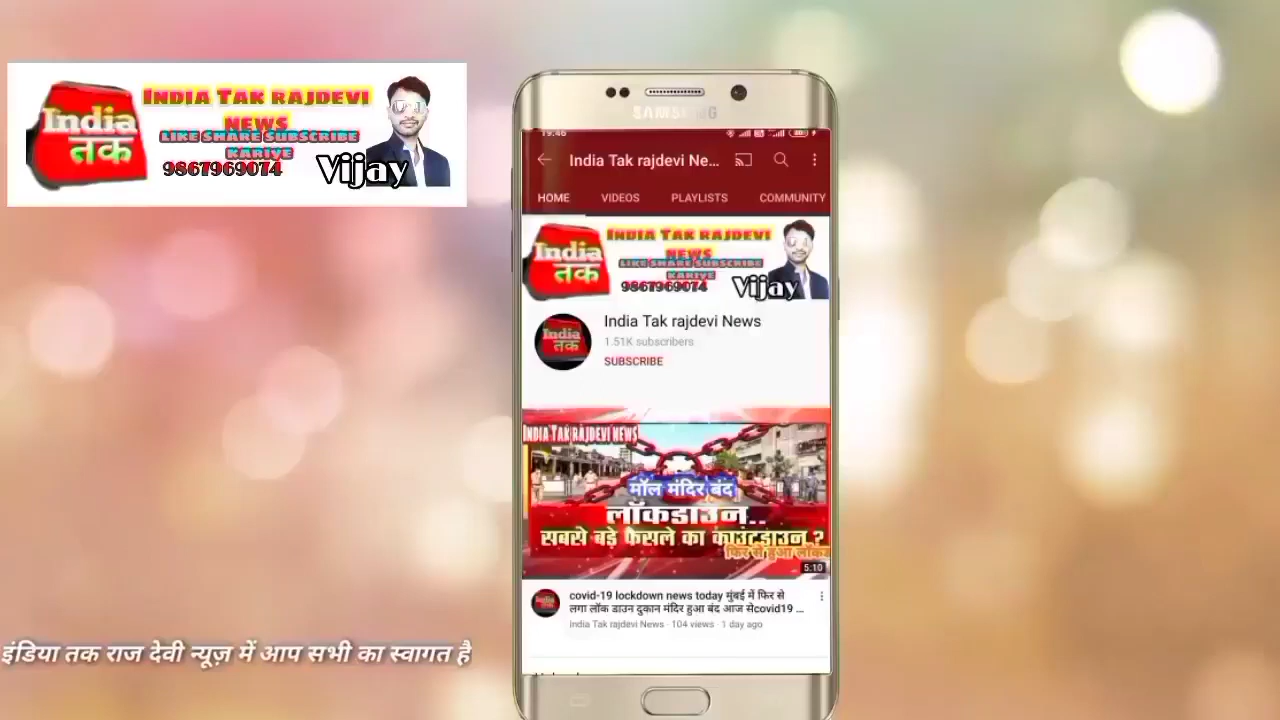 India
तक
INDIA TAK RAJDEVI
NEWS
LIKE SHARE SUBSCRIBE
KARIYE
9867969074
Vijay
SAMSUNG
19:46
India Tak rajdevi Ne...
HOME VIDEOS PLAYLISTS COMMUNITY
India
तक
INDIA TAK RAJDEVI
NEWS
LIKE SHARE SUBSCRIBE
KARIYE
9867969074
Vijay
India
तक
India Tak rajdevi News
1.51K subscribers
SUBSCRIBE
INDIA TAK RAJDEVI NEWS
मॉल मंदिर बंद
लॉकडाउन..
सबसे बड़े फैसले का काउंटडाउन ?
फिर से हुआ लॉक
5:10
covid-19 lockdown news today मुंबई में फिर से
लगा लॉक डाउन दुकान मंदिर हुआ बंद आज सेcovid19 ...
India Tak rajdevi News · 104 views · 1 day ago
इंडिया तक राज देवी न्यूज़ में आप सभी का स्वागत है